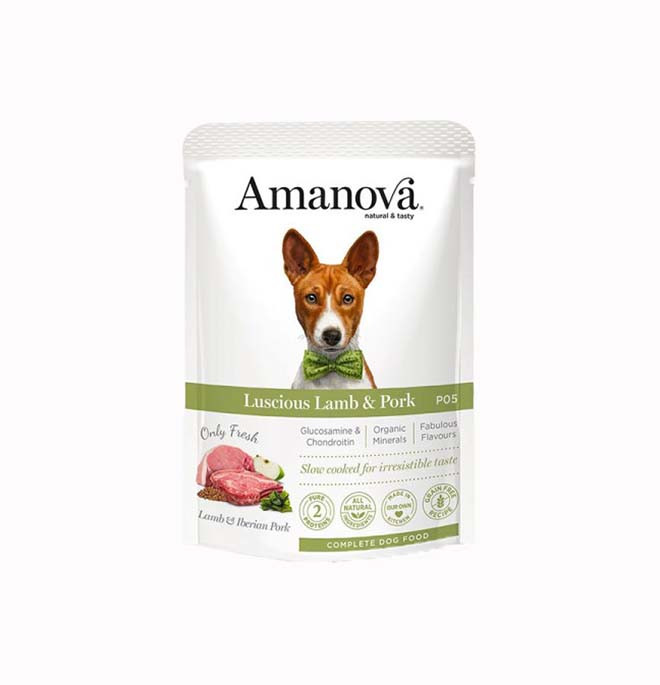 Amanova®
natural & tasty
Luscious Lamb & Pork P05
Only Fresh
Glucosamine &
Chondroitin
Organic
Minerals
Fabulous
Flavours
Slow cooked for irresistible taste
PURE
2
PROTEINS
ALL
NATURAL
INGREDIENTS
MADE IN
OUR OWN
KITCHEN
GRAIN FREE
RECIPE
Lamb & Iberian Pork
COMPLETE DOG FOOD